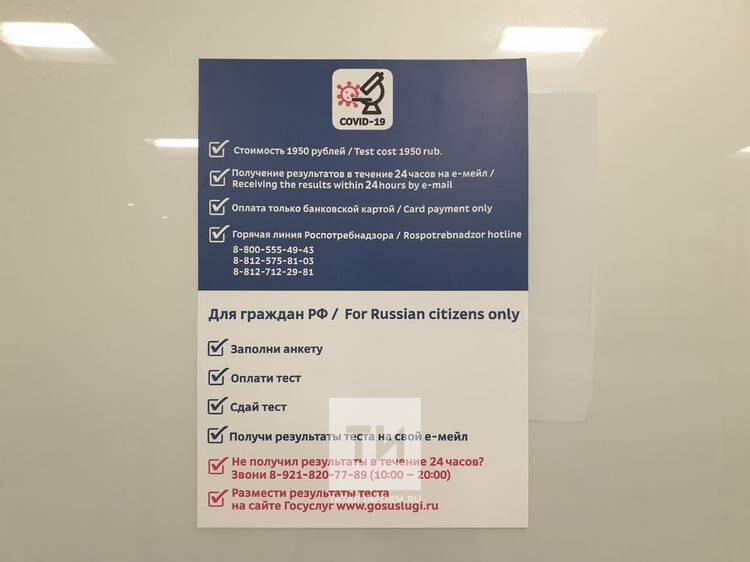 COVID-19
Стоимость 1950 рублей / Test cost 1950 rub.
Получение результатов в течение 24 часов на е-мейл /
Receiving the results within 24 hours by e-mail
Оплата только банковской картой / Card payment only
Горячая линия Роспотребнадзора / Rospotrebnadzor hotline
8-800-555-49-43
8-812-575-81-03
8-812-712-29-81
Для граждан РФ / For Russian citizens only
Заполни анкету
Оплати тест
Сдай тест
ТИ
Получи результаты теста на свой е-мейл
Не получил результаты в течение 24 часов?
Звони 8-921-820-77-89 (10:00 – 20:00)
Размести результаты теста
на сайте Госуслуг www.gosuslugi.ru